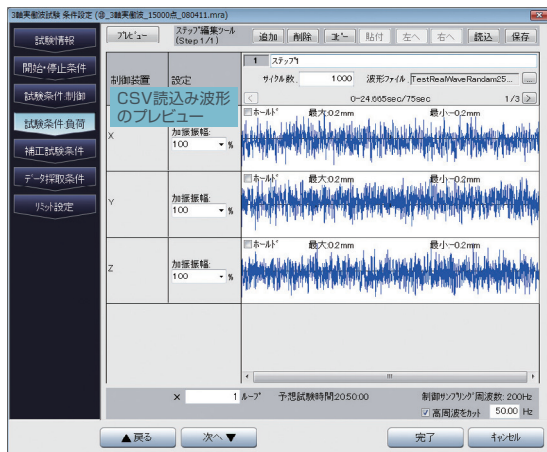 3軸実働波試験 条件設定 (③_3軸実働波_15000点_080411.mra)
試験情報
開始・停止条件
試験条件:制御
試験条件:負荷
補正試験条件
データ採取条件
リミット設定
プレビュー
ステップ編集ツール
(Step 1/1)
追加 削除 コピー 貼付 左へ 右へ 読込 保存
制御装置 設定
1 ステップ1
サイクル数: 1000 波形ファイル: TestRealWaveRandam25... ...
< 0-24.665sec/75sec 1/3 >
CSV読込み波形
のプレビュー
X
加振振幅:
100 %
ホールド 最大:0.2mm 最小:-0.2mm
Y
加振振幅:
100 %
ホールド 最大:0.2mm 最小:-0.2mm
Z
加振振幅:
100 %
ホールド 最大:0.2mm 最小:-0.2mm
× 1 ループ 予想試験時間:20:50:00 制御サンプリング周波数: 200Hz
高周波をカット 50.00 Hz
▲戻る 次へ▼ 完了 キャンセル